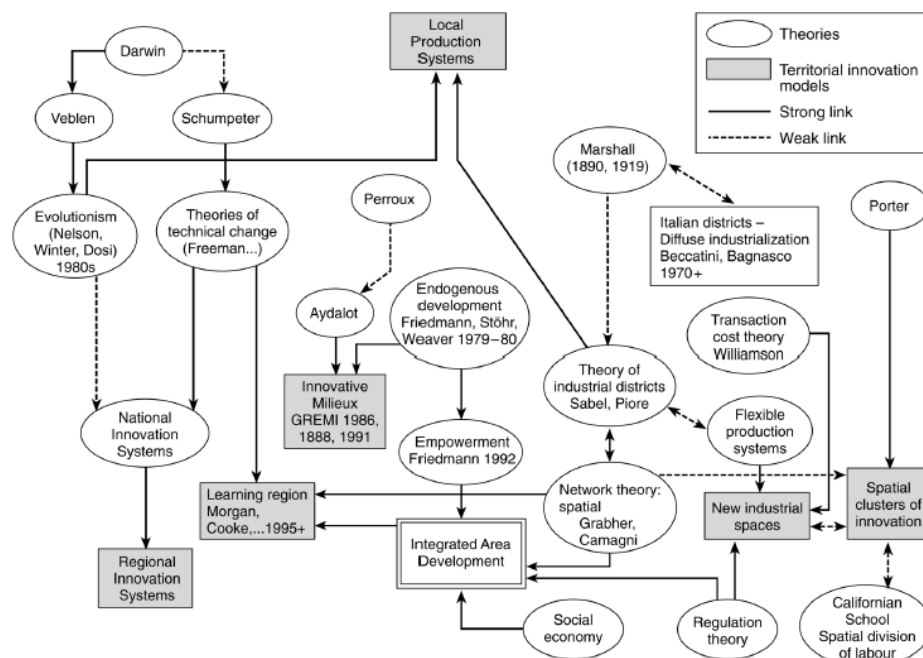 Local
Production
Systems
Theories
Territorial innovation
models
Strong link
Weak link
Darwin
Veblen
Schumpeter
Marshall
(1890, 1919)
Perroux
Porter
Evolutionism
(Nelson,
Winter, Dosi)
1980s
Theories of
technical change
(Freeman...)
Italian districts –
Diffuse industrialization
Beccatini, Bagnasco
1970+
Aydalot
Endogenous
development
Friedmann, Stöhr,
Weaver 1979–80
Transaction
cost theory
Williamson
Innovative
Milieux
GREMI 1986,
1888, 1991
Theory of
industrial districts
Sabel, Piore
National
Innovation
Systems
Empowerment
Friedmann 1992
Flexible
production
systems
Learning region
Morgan,
Cooke,...1995+
Network theory:
spatial
Grabher,
Camagni
New industrial
spaces
Spatial
clusters of
innovation
Integrated Area
Development
Regional
Innovation
Systems
Social
economy
Regulation
theory
Californian
School
Spatial division
of labour